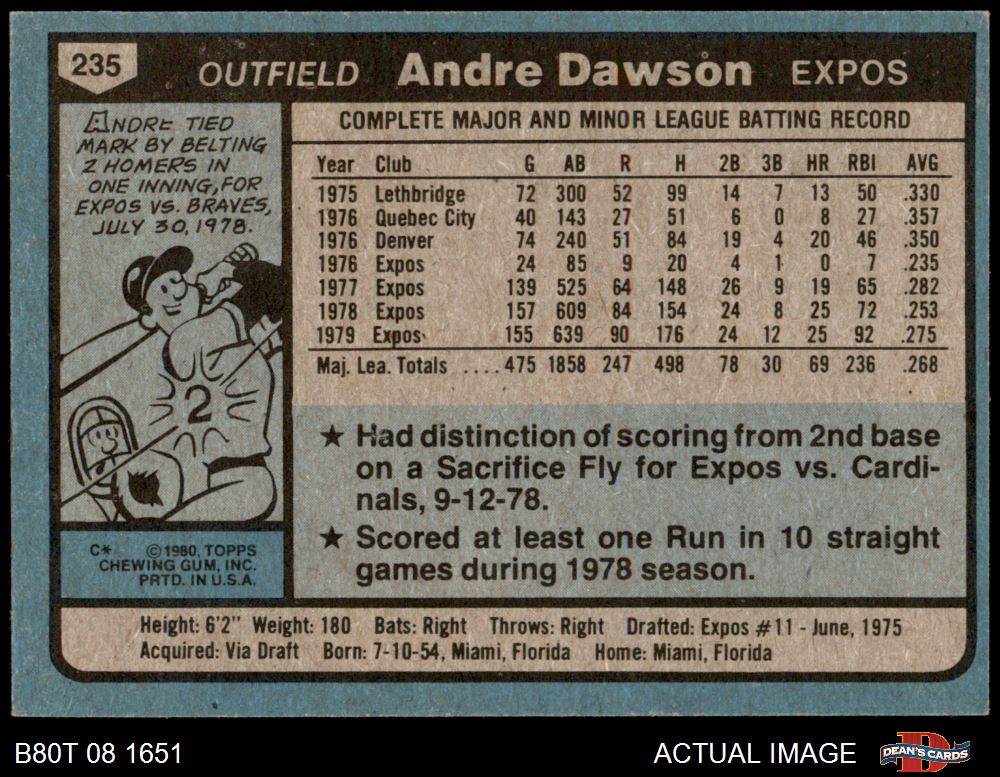 235 OUTFIELD Andre Dawson EXPOS
ANDRE TIED
MARK BY BELTING
2 HOMERS IN
ONE INNING, FOR
EXPOS VS. BRAVES,
JULY 30, 1978.
2
C* ©1980, TOPPS
CHEWING GUM, INC.
PRTD. IN U.S.A.
COMPLETE MAJOR AND MINOR LEAGUE BATTING RECORD
Year Club G AB R H 2B 3B HR RBI AVG
1975 Lethbridge 72 300 52 99 14 7 13 50 .330
1976 Quebec City 40 143 27 51 6 0 8 27 .357
1976 Denver 74 240 51 84 19 4 20 46 .350
1976 Expos 24 85 9 20 4 1 0 7 .235
1977 Expos 139 525 64 148 26 9 19 65 .282
1978 Expos 157 609 84 154 24 8 25 72 .253
1979 Expos 155 639 90 176 24 12 25 92 .275
Maj. Lea. Totals ....475 1858 247 498 78 30 69 236 .268
★ Had distinction of scoring from 2nd base
on a Sacrifice Fly for Expos vs. Cardi-
nals, 9-12-78.
★ Scored at least one Run in 10 straight
games during 1978 season.
Height: 6'2" Weight: 180 Bats: Right Throws: Right Drafted: Expos #11 - June, 1975
Acquired: Via Draft Born: 7-10-54, Miami, Florida Home: Miami, Florida
B80T 08 1651 ACTUAL IMAGE DEAN'S CARDS